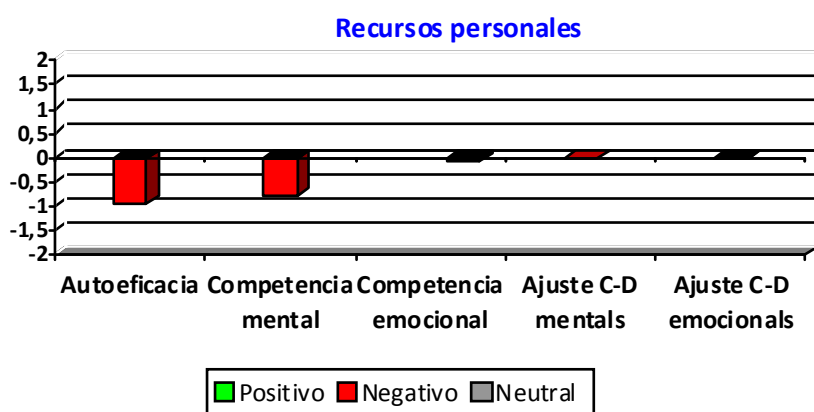 Recursos personales
2
1,5
1
0,5
0
-0,5
-1
-1,5
-2
Autoeficacia Competencia Competencia Ajuste C-D Ajuste C-D
mental emocional mentals emocionals
Positivo Negativo Neutral